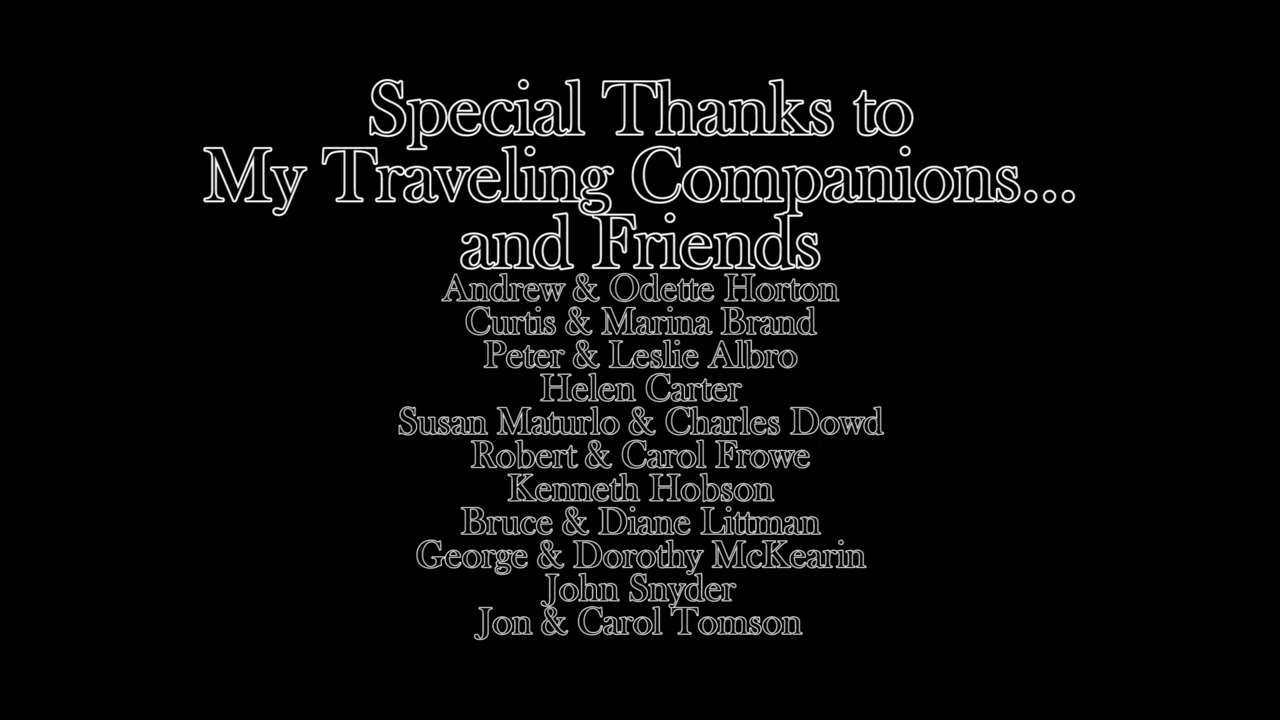 Special Thanks to
My Traveling Companions...
and Friends
Andrew & Odette Horton
Curtis & Marina Brand
Peter & Leslie Albro
Helen Carter
Susan Maturlo & Charles Dowd
Robert & Carol Frowe
Kenneth Hobson
Bruce & Diane Littman
George & Dorothy McKearin
John Snyder
Jon & Carol Tomson